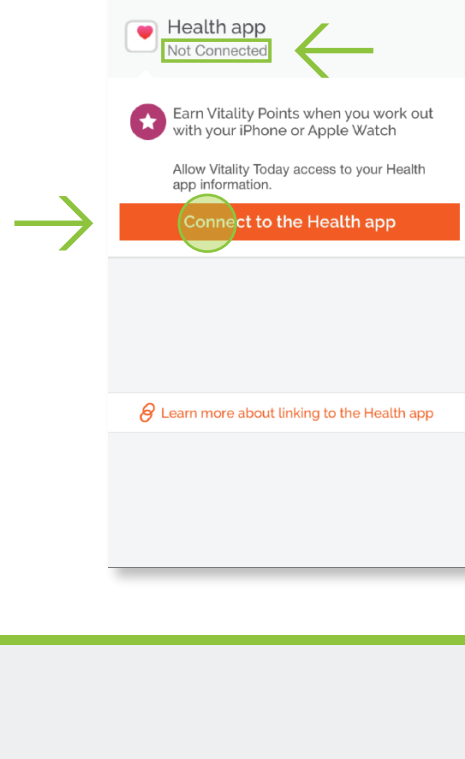 Health app
Not Connected
Earn Vitality Points when you work out
with your iPhone or Apple Watch
Allow Vitality Today access to your Health
app information.
Connect to the Health app
Learn more about linking to the Health app